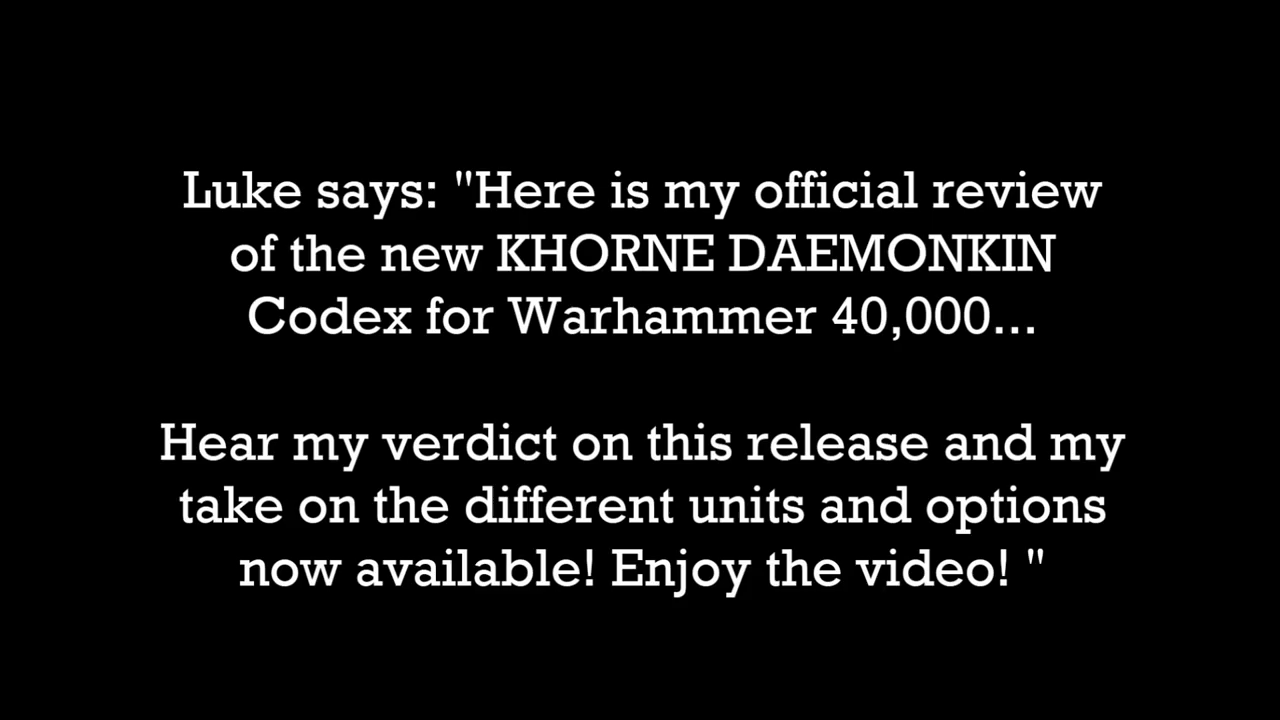 Luke says: "Here is my official review
of the new KHORNE DAEMONKIN
Codex for Warhammer 40,000...
Hear my verdict on this release and my
take on the different units and options
now available! Enjoy the video! "